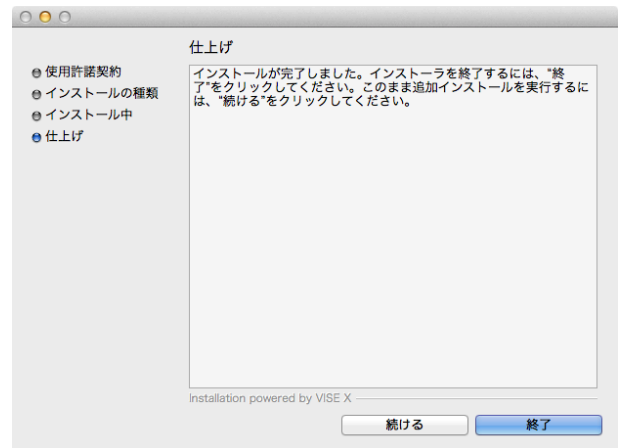 仕上げ
使用許諾契約
インストールの種類
インストール中
仕上げ
インストールが完了しました。インストーラを終了するには、"終
了"をクリックしてください。このまま追加インストールを実行するに
は、"続ける"をクリックしてください。
Installation powered by VISE X
続ける
終了